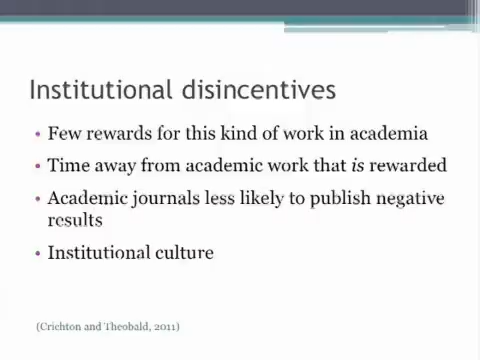 Institutional disincentives
• Few rewards for this kind of work in academia
• Time away from academic work that is rewarded
• Academic journals less likely to publish negative
results
• Institutional culture
(Crichton and Theobald, 2011)